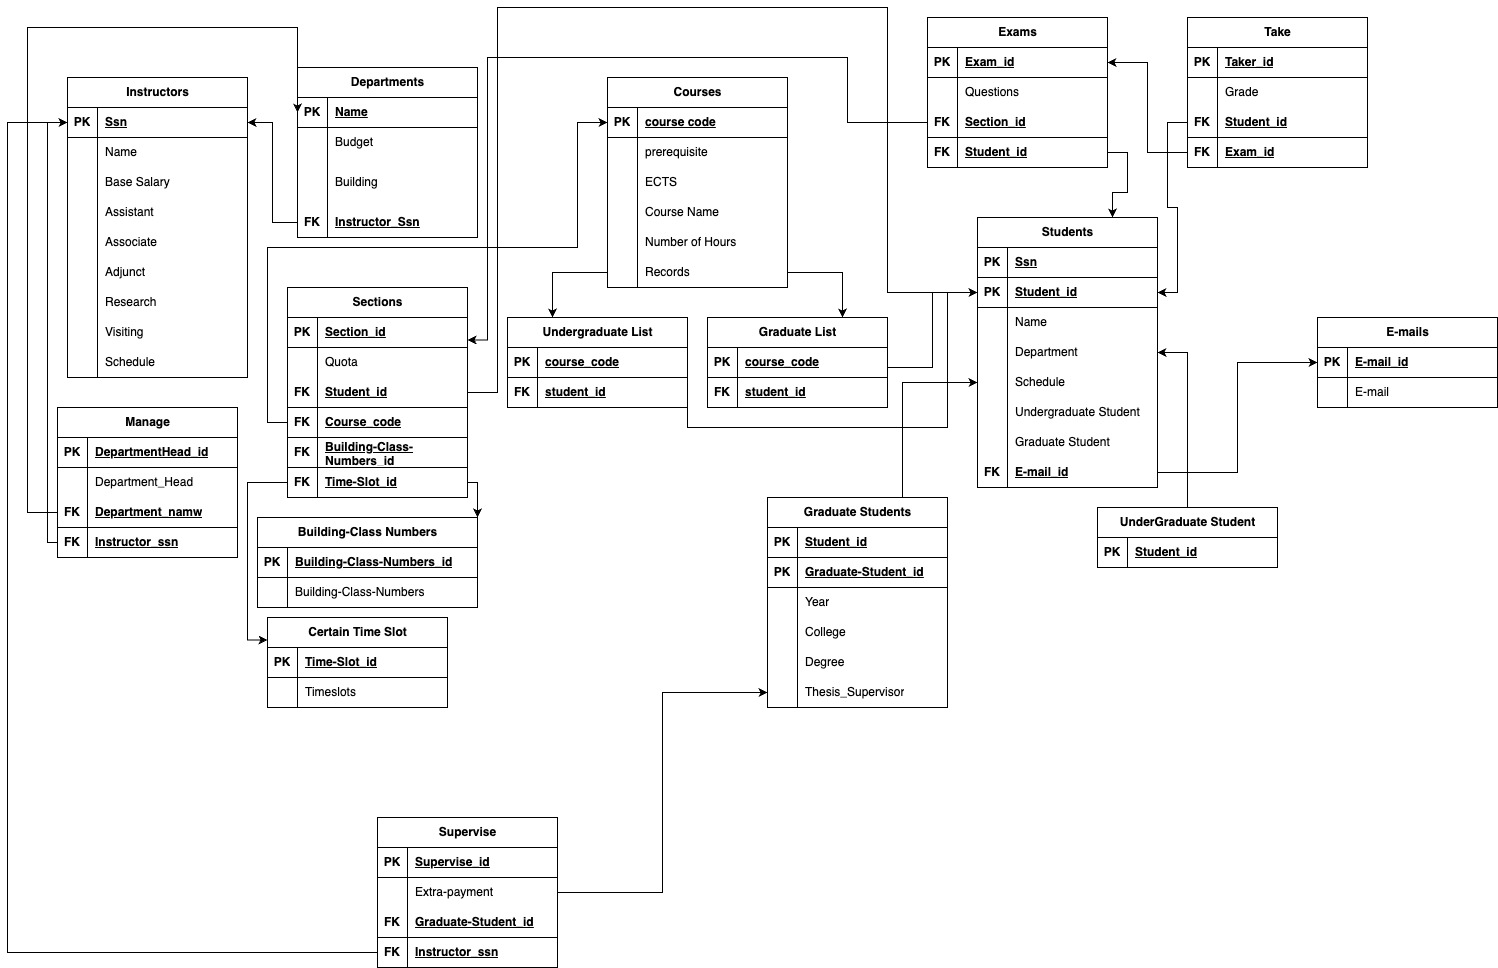 Instructors
PK Ssn
Name
Base Salary
Assistant
Associate
Adjunct
Research
Visiting
Schedule
Departments
PK Name
Budget
Building
FK Instructor_Ssn
Courses
PK course code
prerequisite
ECTS
Course Name
Number of Hours
Records
Exams
PK Exam_id
Questions
FK Section_id
FK Student_id
Take
PK Taker_id
Grade
FK Student_id
FK Exam_id
Students
PK Ssn
PK Student_id
Name
Department
Schedule
Undergraduate Student
Graduate Student
FK E-mail_id
E-mails
PK E-mail_id
E-mail
Sections
PK Section_id
Quota
FK Student_id
FK Course_code
FK Building-Class-
Numbers_id
FK Time-Slot_id
Undergraduate List
PK course_code
FK student_id
Graduate List
PK course_code
FK student_id
Manage
PK DepartmentHead_id
Department_Head
FK Department_namw
FK Instructor_ssn
Building-Class Numbers
PK Building-Class-Numbers_id
Building-Class-Numbers
Certain Time Slot
PK Time-Slot_id
Timeslots
Graduate Students
PK Student_id
PK Graduate-Student_id
Year
College
Degree
Thesis_Supervisor
UnderGraduate Student
PK Student_id
Supervise
PK Supervise_id
Extra-payment
FK Graduate-Student_id
FK Instructor_ssn